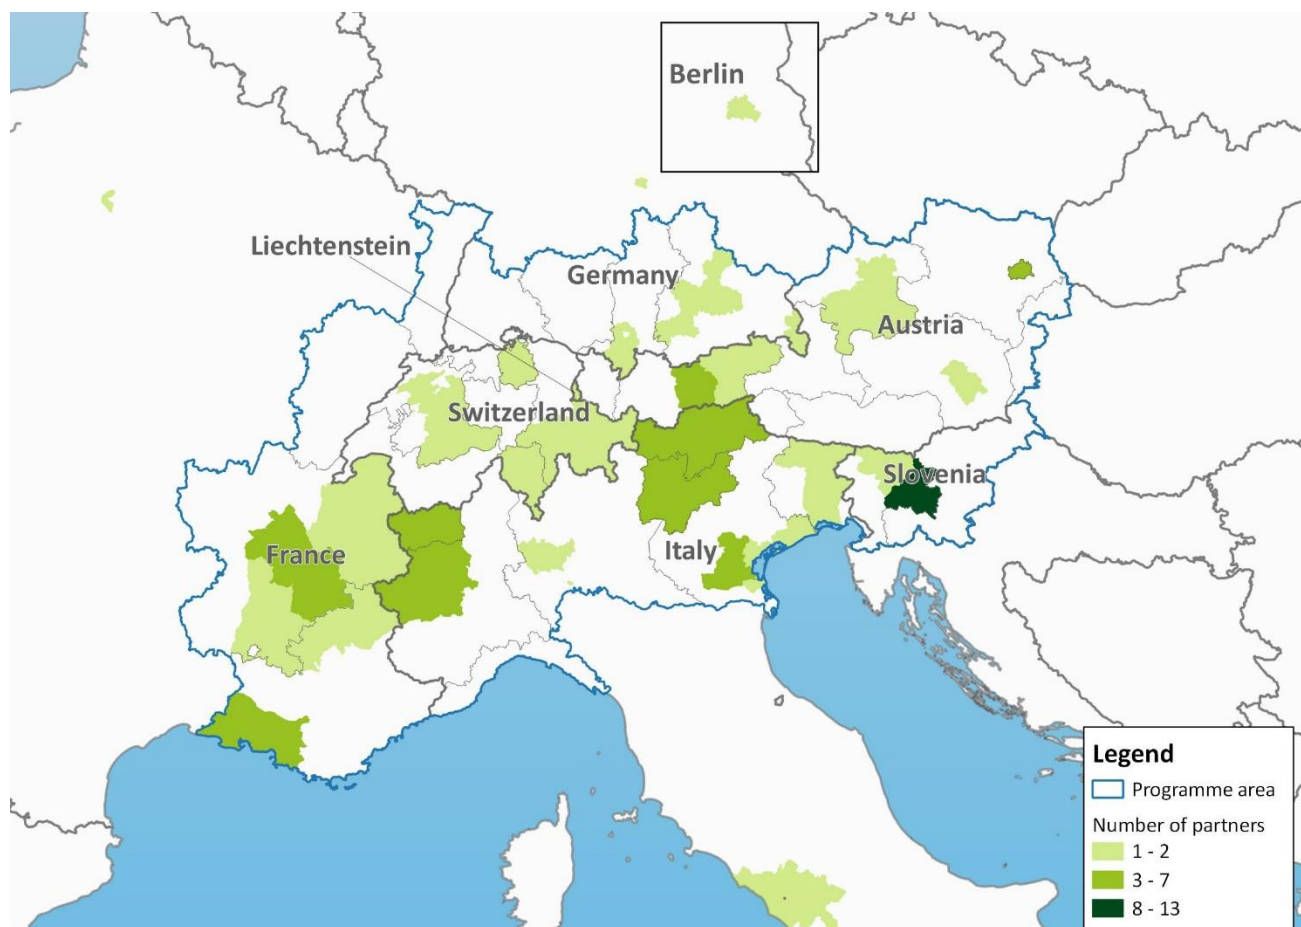 Berlin
Liechtenstein
Germany
Austria
Switzerland
Slovenia
France
Italy
Legend
Programme area
Number of partners
1 - 2
3 - 7
8 - 13